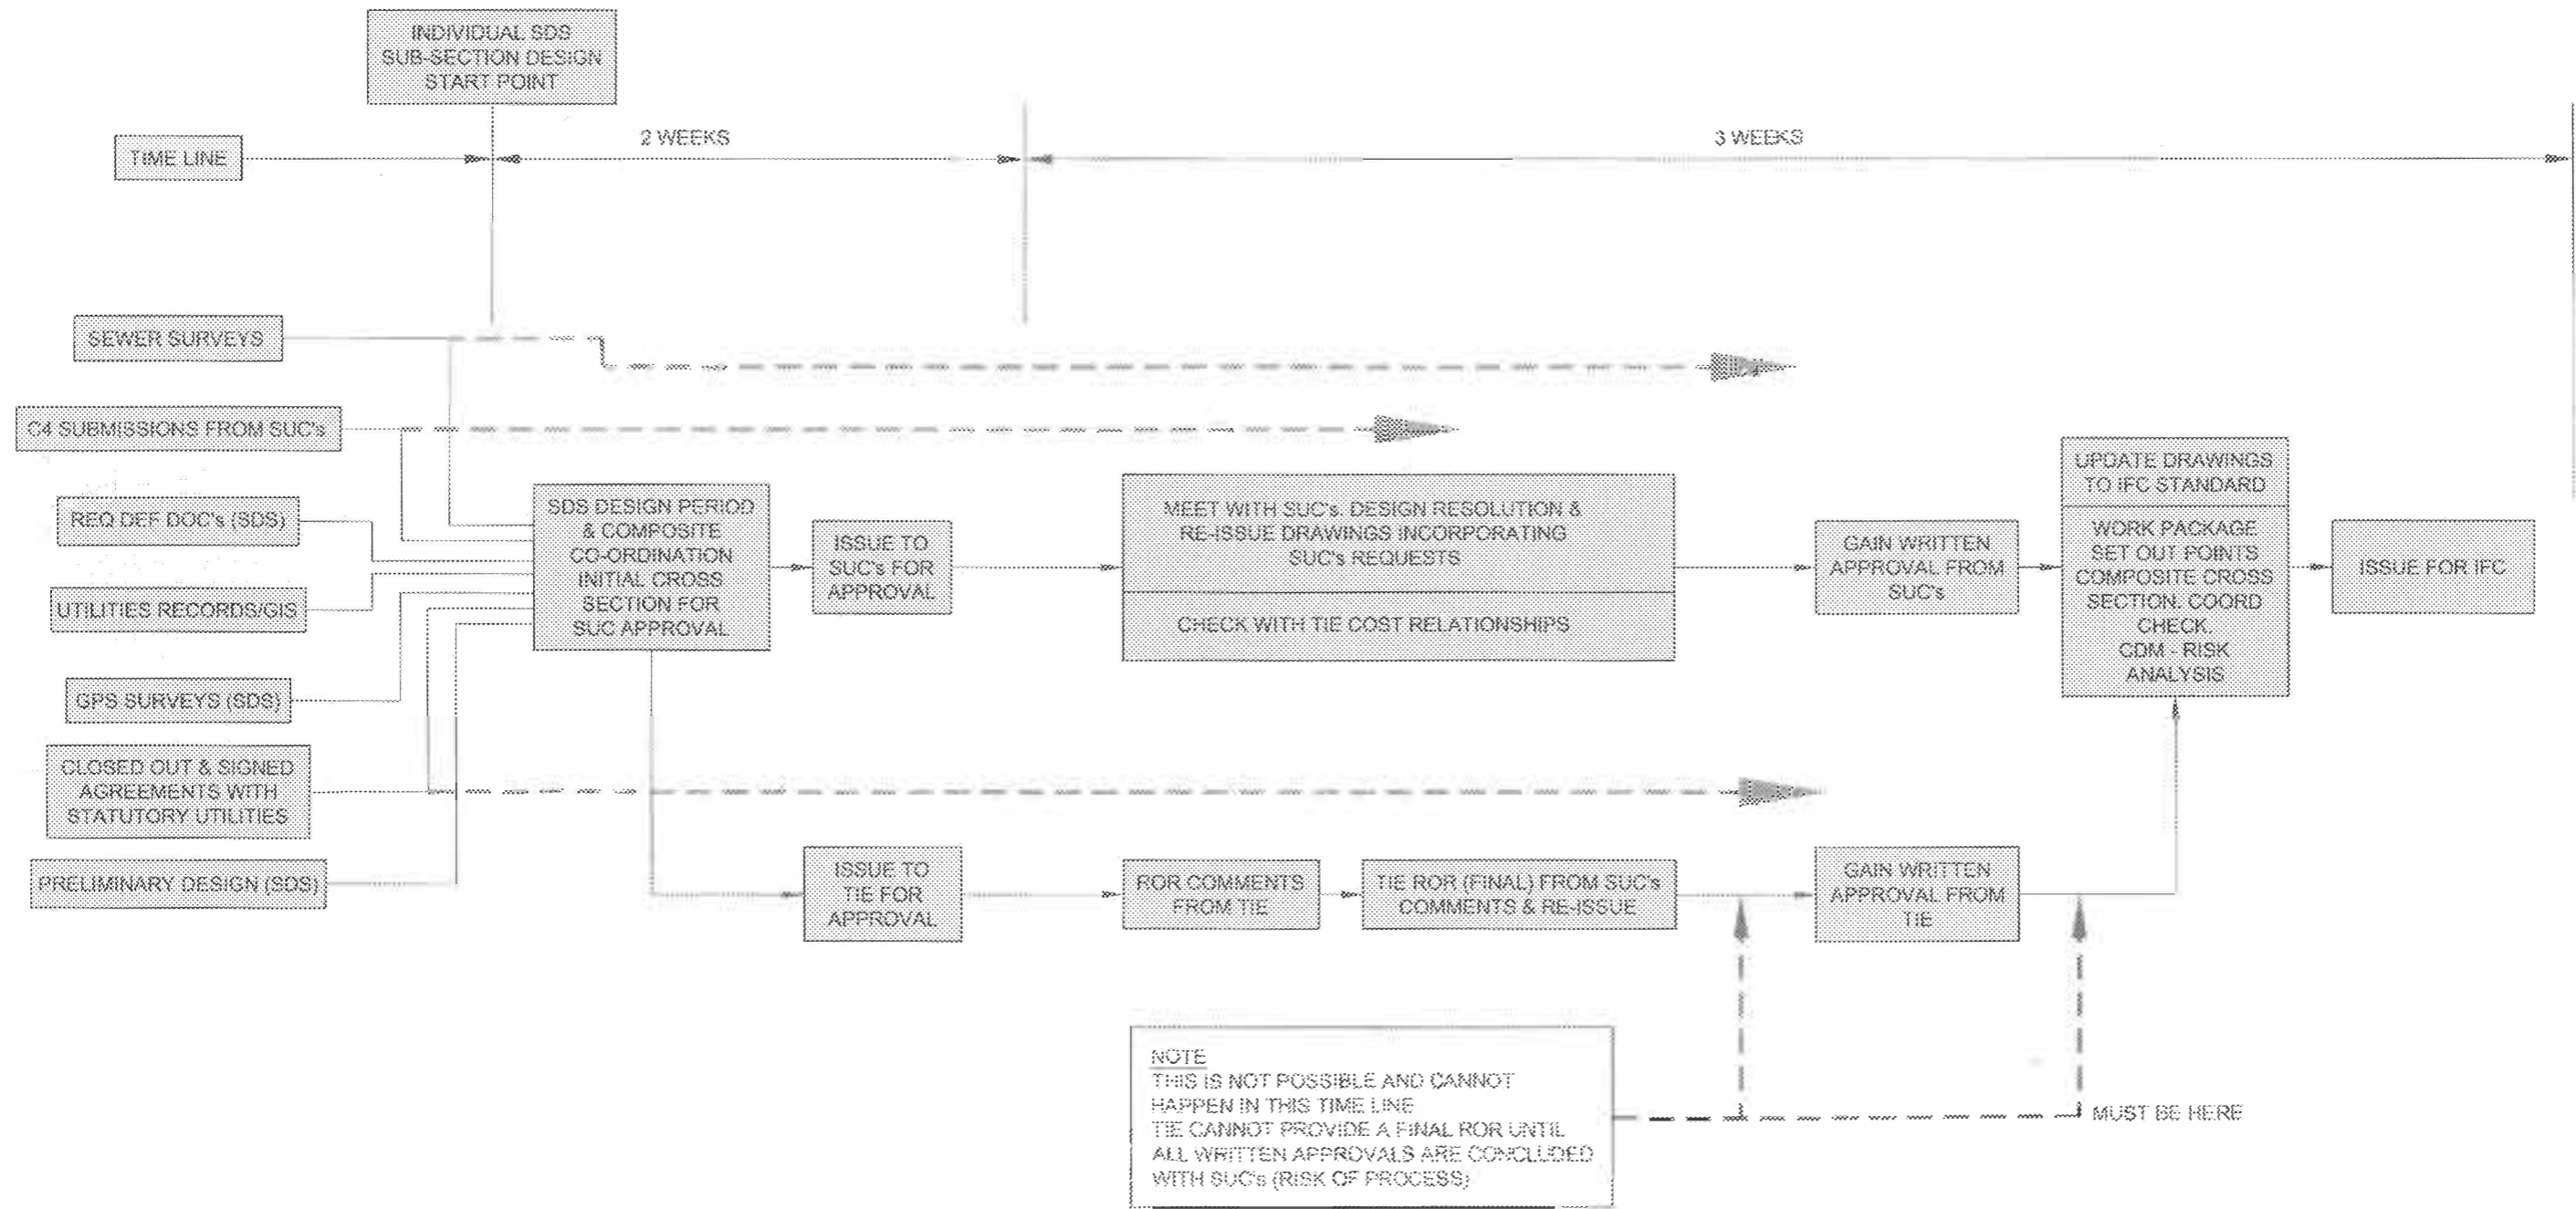 INDIVIDUAL SDS
SUB-SECTION DESIGN
START POINT
TIME LINE
2 WEEKS
3 WEEKS
SEWER SURVEYS
C4 SUBMISSIONS FROM SUC's
REQ DEF DOC's (SDS)
UTILITIES RECORDS/GIS
GPS SURVEYS (SDS)
CLOSED OUT & SIGNED
AGREEMENTS WITH
STATUTORY UTILITIES
PRELIMINARY DESIGN (SDS)
SDS DESIGN PERIOD
& COMPOSITE
CO-ORDINATION
INITIAL CROSS
SECTION FOR
SUC APPROVAL
ISSUE TO
SUC's FOR
APPROVAL
MEET WITH SUC's. DESIGN RESOLUTION &
RE-ISSUE DRAWINGS INCORPORATING
SUC's REQUESTS
CHECK WITH TIE COST RELATIONSHIPS
GAIN WRITTEN
APPROVAL FROM
SUC's
UPDATE DRAWINGS
TO IFC STANDARD
WORK PACKAGE
SET OUT POINTS
COMPOSITE CROSS
SECTION. COORD
CHECK.
CDM - RISK
ANALYSIS
ISSUE FOR IFC
ISSUE TO
TIE FOR
APPROVAL
ROR COMMENTS
FROM TIE
TIE ROR (FINAL) FROM SUC's
COMMENTS & RE-ISSUE
GAIN WRITTEN
APPROVAL FROM
TIE
NOTE
THIS IS NOT POSSIBLE AND CANNOT
HAPPEN IN THIS TIME LINE
TIE CANNOT PROVIDE A FINAL ROR UNTIL
ALL WRITTEN APPROVALS ARE CONCLUDED
WITH SUC's (RISK OF PROCESS)
MUST BE HERE